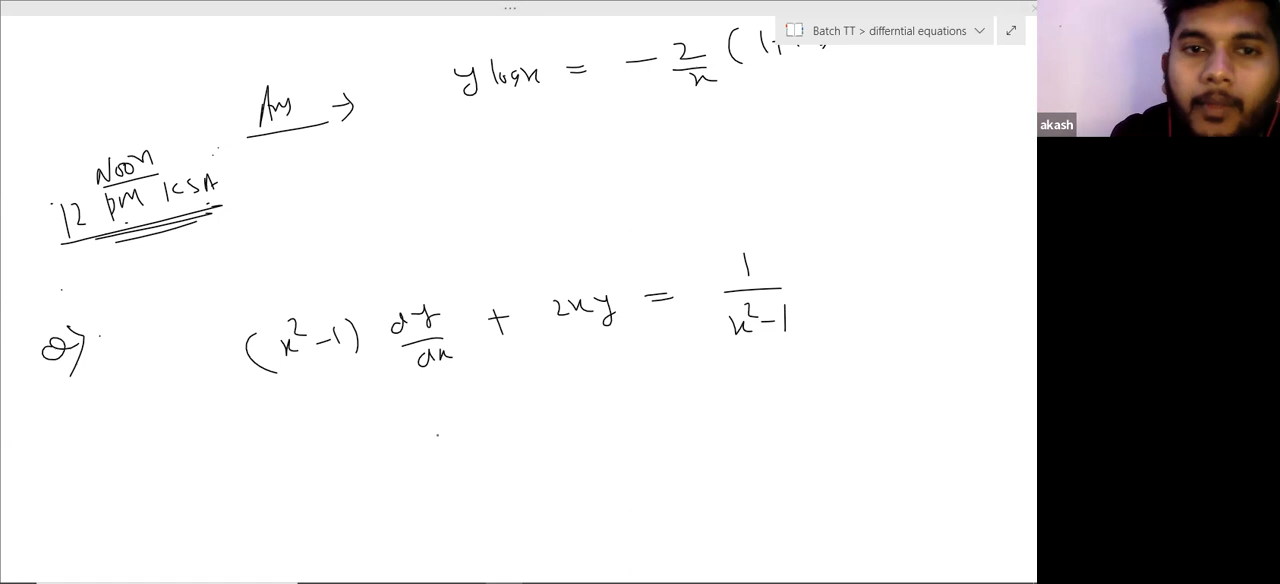 Batch TT > differntial equations
y log x = - 2/x (
Ans →
Noon
12 pm KSA
akash
Q) (x² - 1) dy/dx + 2xy = 1/(x² - 1)